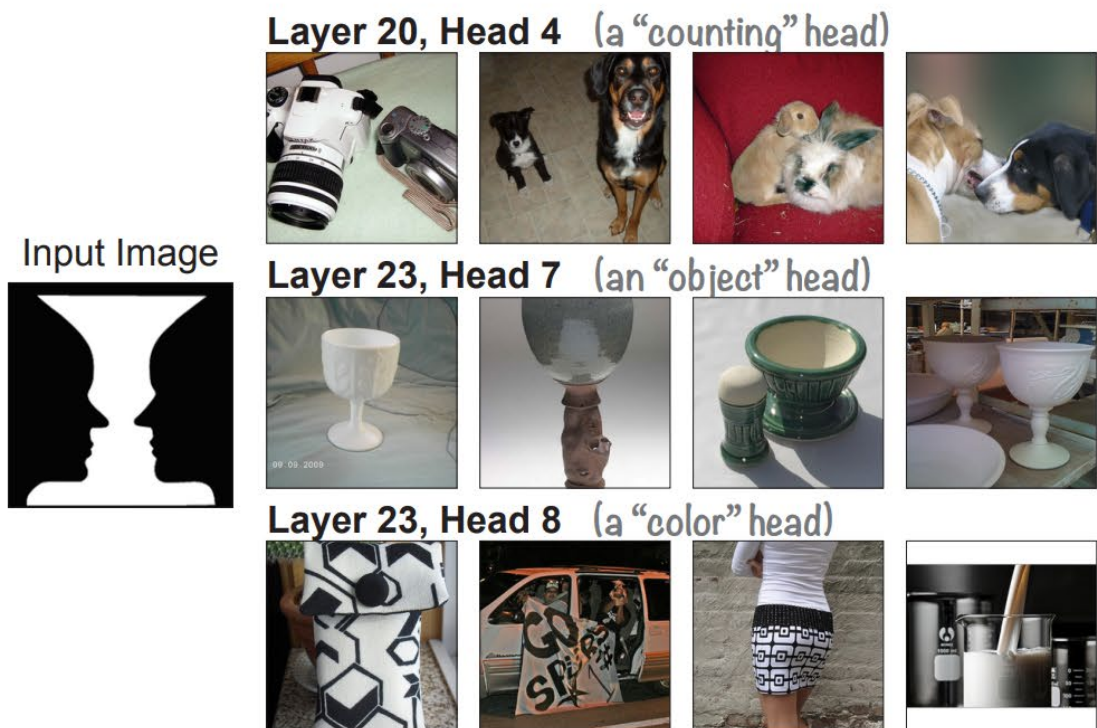 Layer 20, Head 4 (a “counting” head)
Input Image
Layer 23, Head 7 (an “object” head)
09.09.2009
Layer 23, Head 8 (a “color” head)
GO